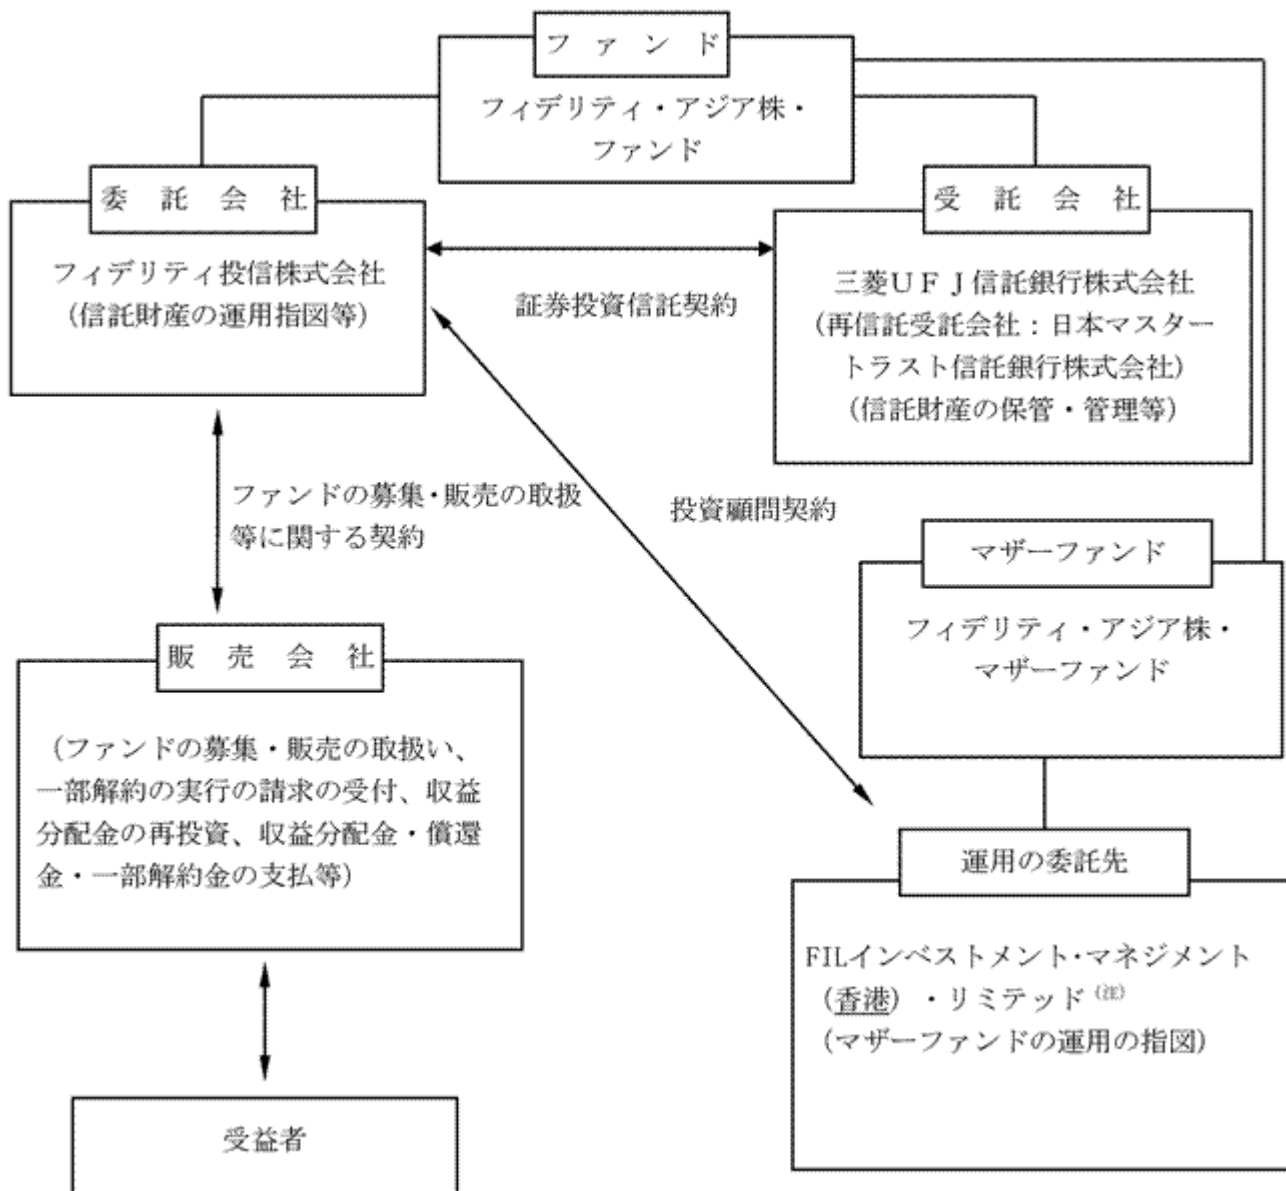 ファンド
フィデリティ・アジア株・
ファンド
委託会社
フィデリティ投信株式会社
(信託財産の運用指図等)
証券投資信託契約
受託会社
三菱ＵＦＪ信託銀行株式会社
(再信託受託会社：日本マスター
トラスト信託銀行株式会社)
(信託財産の保管・管理等)
ファンドの募集・販売の取扱
等に関する契約
投資顧問契約
マザーファンド
フィデリティ・アジア株・
マザーファンド
販売会社
(ファンドの募集・販売の取扱い、
一部解約の実行の請求の受付、収益
分配金の再投資、収益分配金・償還
金・一部解約金の支払等)
運用の委託先
FILインベストメント・マネジメント
(香港)・リミテッド(注)
(マザーファンドの運用の指図)
受益者